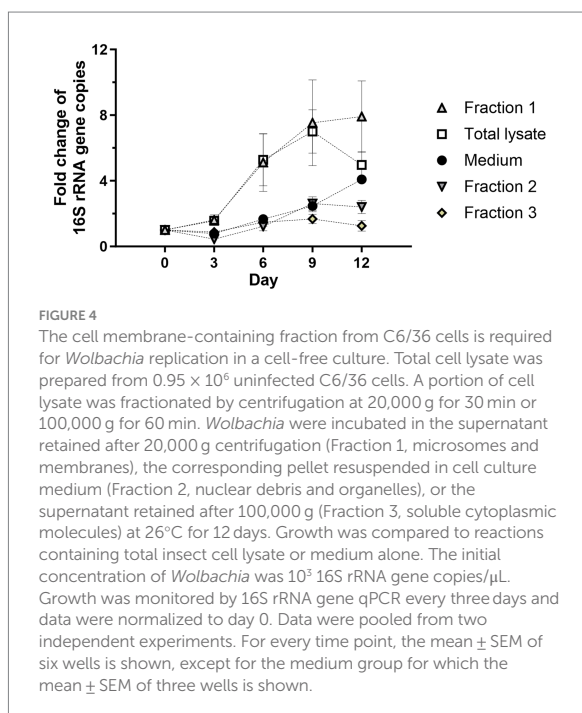 12
8
4
0
0
3
6
9
12
Fold change of
16S rRNA gene copies
Day
Fraction 1
Total lysate
Medium
Fraction 2
Fraction 3
FIGURE 4
The cell membrane-containing fraction from C6/36 cells is required
for Wolbachia replication in a cell-free culture. Total cell lysate was
prepared from 0.95 × 10⁶ uninfected C6/36 cells. A portion of cell
lysate was fractionated by centrifugation at 20,000 g for 30 min or
100,000 g for 60 min. Wolbachia were incubated in the supernatant
retained after 20,000 g centrifugation (Fraction 1, microsomes and
membranes), the corresponding pellet resuspended in cell culture
medium (Fraction 2, nuclear debris and organelles), or the
supernatant retained after 100,000 g (Fraction 3, soluble cytoplasmic
molecules) at 26°C for 12 days. Growth was compared to reactions
containing total insect cell lysate or medium alone. The initial
concentration of Wolbachia was 10³ 16S rRNA gene copies/μL.
Growth was monitored by 16S rRNA gene qPCR every three days and
data were normalized to day 0. Data were pooled from two
independent experiments. For every time point, the mean ± SEM of
six wells is shown, except for the medium group for which the
mean ± SEM of three wells is shown.